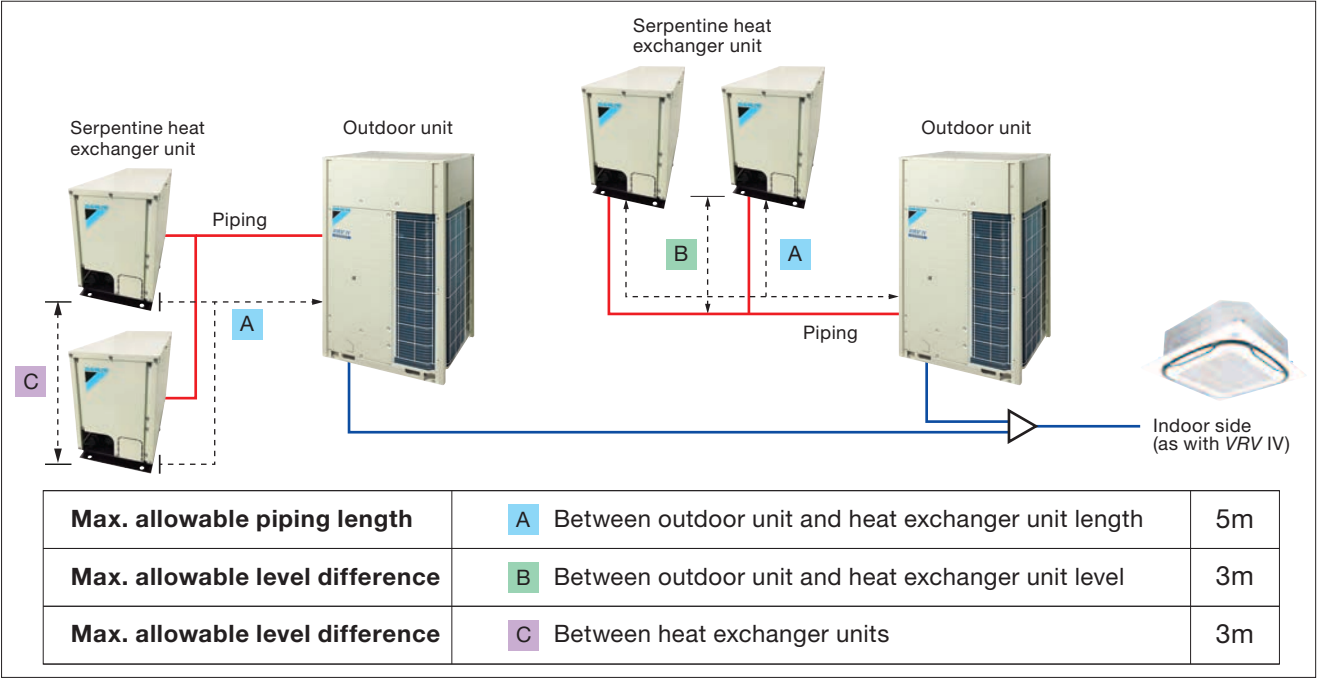 Serpentine heat
exchanger unit
Serpentine heat
exchanger unit
Outdoor unit
Outdoor unit
Piping
B
A
A
Piping
C
Indoor side
(as with VRV IV)
Max. allowable piping length A Between outdoor unit and heat exchanger unit length 5m
Max. allowable level difference B Between outdoor unit and heat exchanger unit level 3m
Max. allowable level difference C Between heat exchanger units 3m